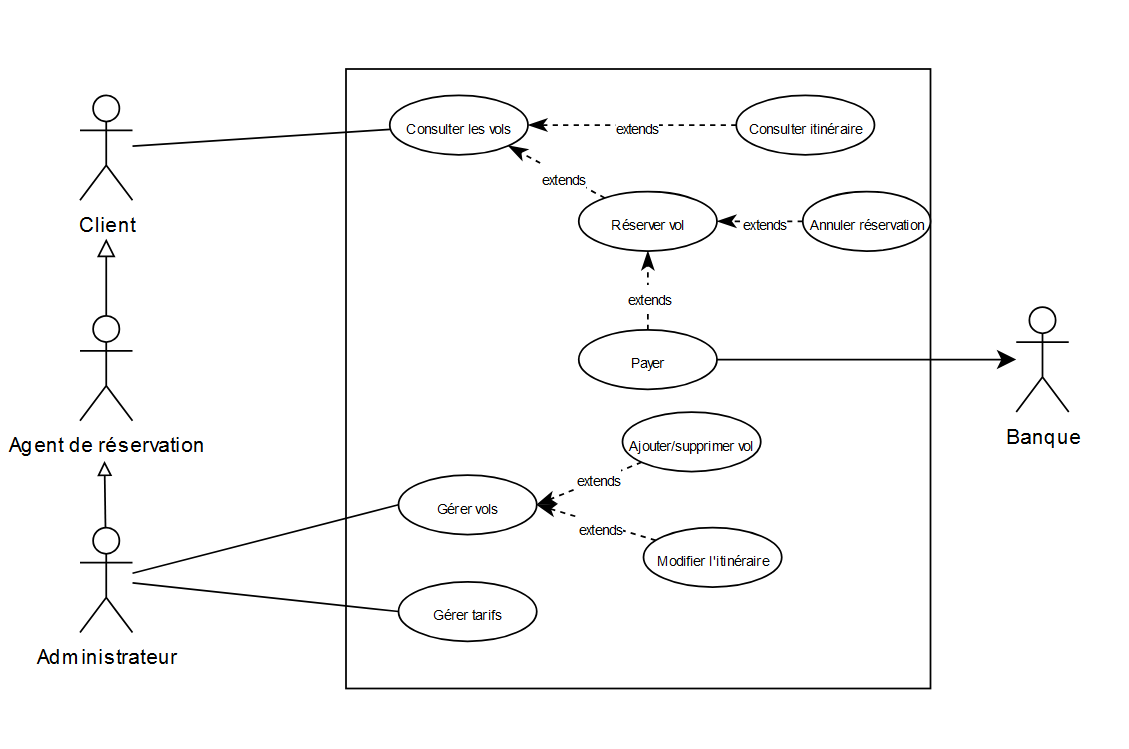 Consulter les vols
extends
Consulter itinéraire
extends
Client
Réserver vol
extends
Annuler réservation
extends
Payer
Banque
Agent de réservation
Ajouter/supprimer vol
extends
Gérer vols
extends
Modifier l'itinéraire
Gérer tarifs
Administrateur